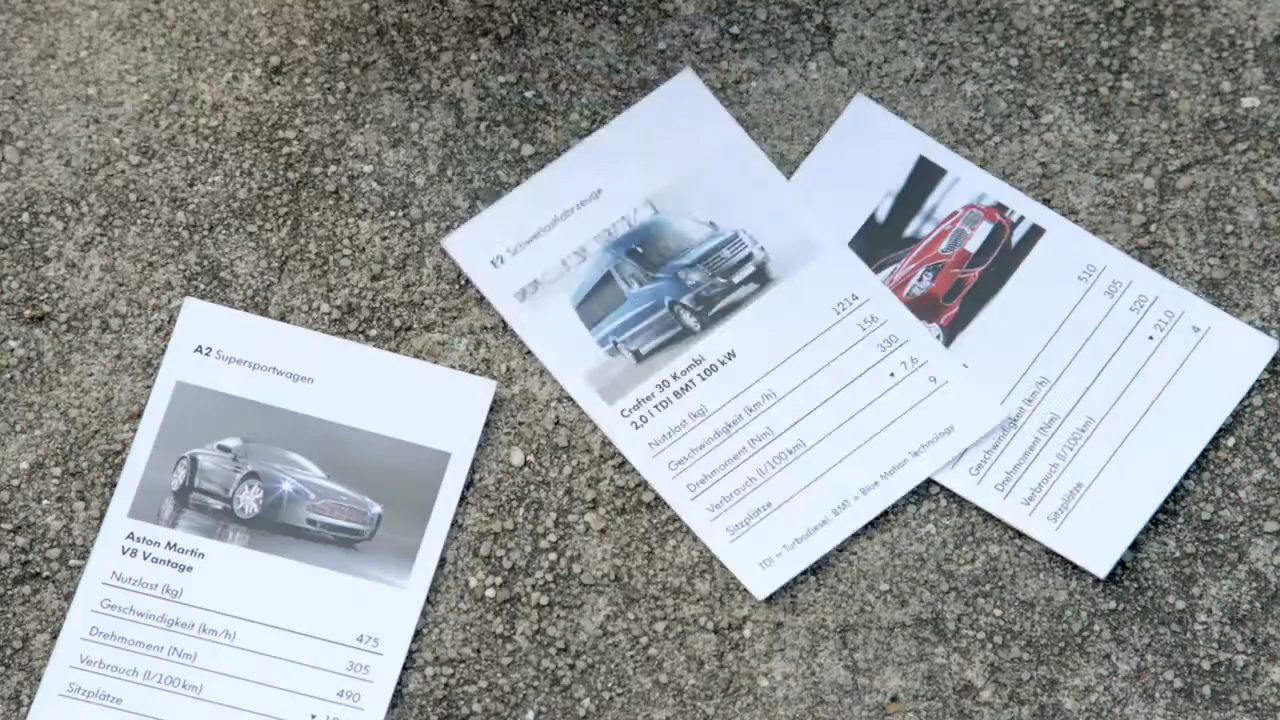 A2 Supersportwagen
Aston Martin
V8 Vantage
Nutzlast (kg) 475
Geschwindigkeit (km/h) 305
Drehmoment (Nm) 490
Verbrauch (l/100 km) ▼
Sitzplätze
E2 Schwerlastfahrzeuge
Crafter 30 Kombi
2,0 l TDI BMT 100 kW
Nutzlast (kg) 1214
Geschwindigkeit (km/h) 156
Drehmoment (Nm) 330
Verbrauch (l/100 km) ▼ 7,6
Sitzplätze 9
TDI = Turbodiesel. BMT = Blue Motion Technology
510
Geschwindigkeit (km/h) 305
Drehmoment (Nm) 520
Verbrauch (l/100 km) ▼ 21,0
Sitzplätze 4